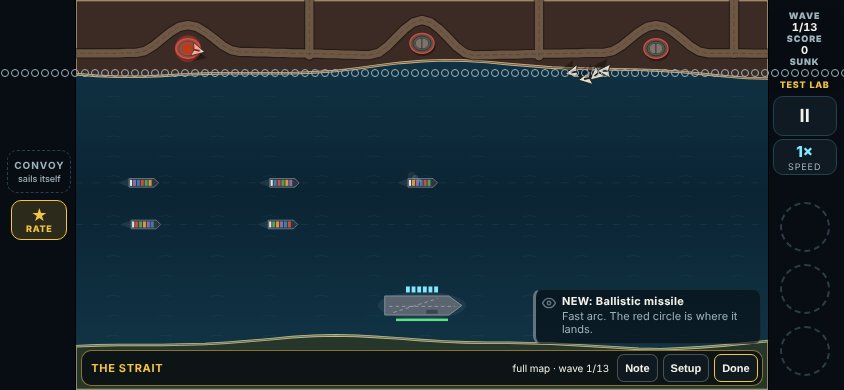 WAVE
1/13
SCORE
0
SUNK
TEST LAB
II
1×
SPEED
CONVOY
sails itself
★
RATE
NEW: Ballistic missile
Fast arc. The red circle is where it
lands.
THE STRAIT
full map · wave 1/13
Note
Setup
Done